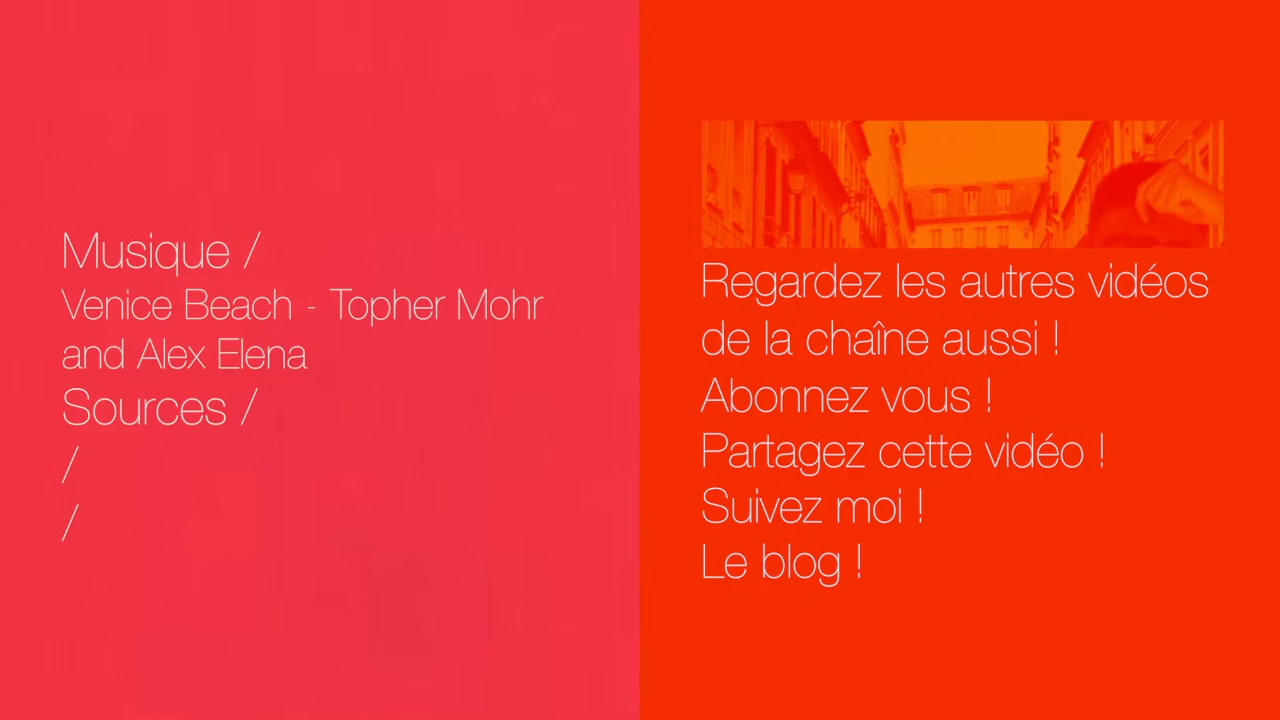 Musique /
Venice Beach - Topher Mohr
and Alex Elena
Sources /
/
/
Regardez les autres vidéos
de la chaîne aussi !
Abonnez vous !
Partagez cette vidéo !
Suivez moi !
Le blog !